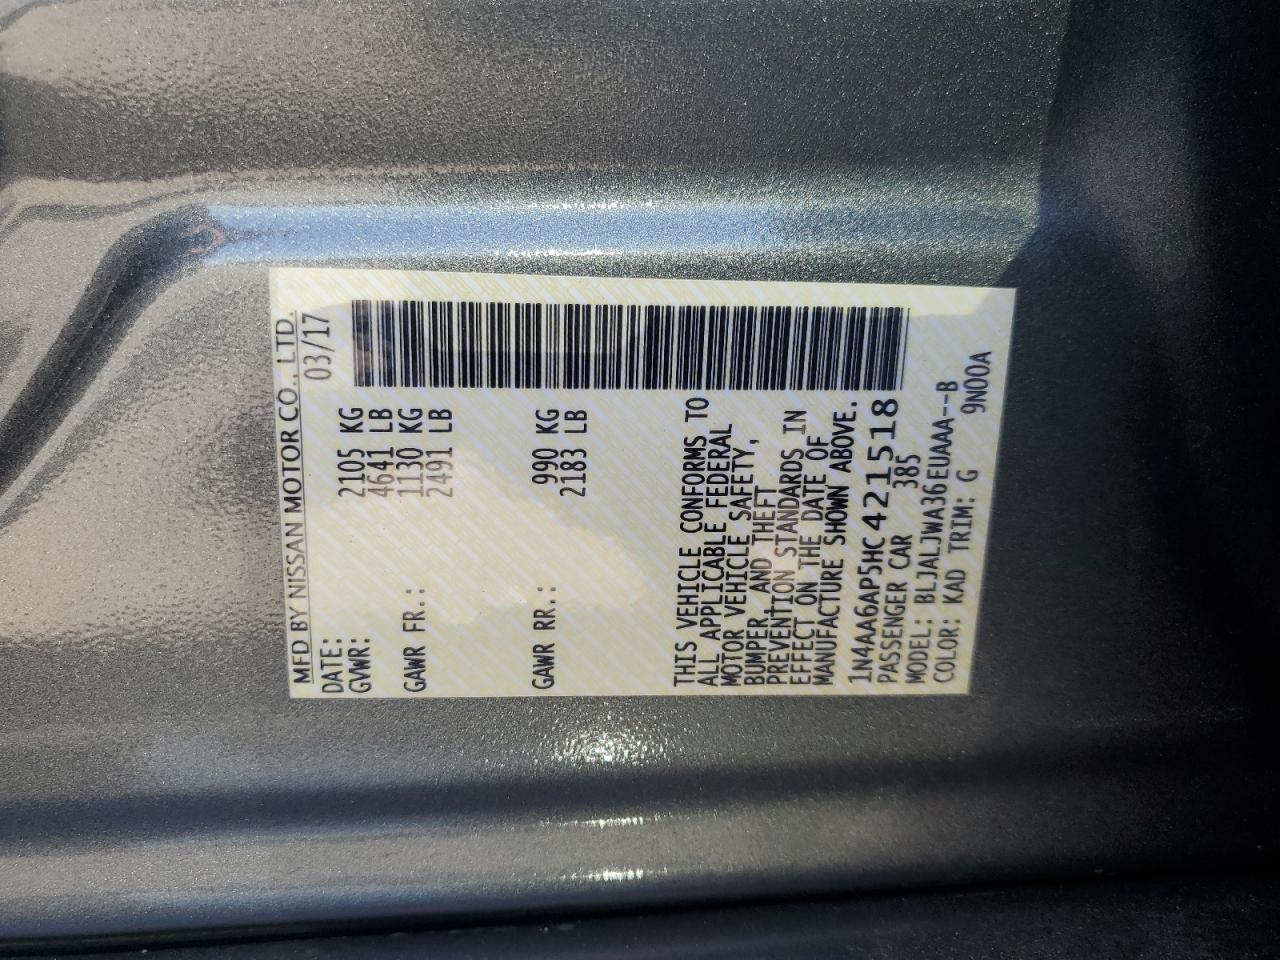 MFD BY NISSAN MOTOR CO., LTD.
DATE: 03/17
GVWR: 2105 KG
4641 LB
GAWR FR.: 1130 KG
2491 LB
GAWR RR.: 990 KG
2183 LB
THIS VEHICLE CONFORMS TO
ALL APPLICABLE FEDERAL
MOTOR VEHICLE SAFETY,
BUMPER, AND THEFT
PREVENTION STANDARDS IN
EFFECT ON THE DATE OF
MANUFACTURE SHOWN ABOVE.
1N4AA6AP5HC421518
PASSENGER CAR 385
MODEL: BLJALJWA36EUAAA--B
COLOR: KAD TRIM: G 9N00A